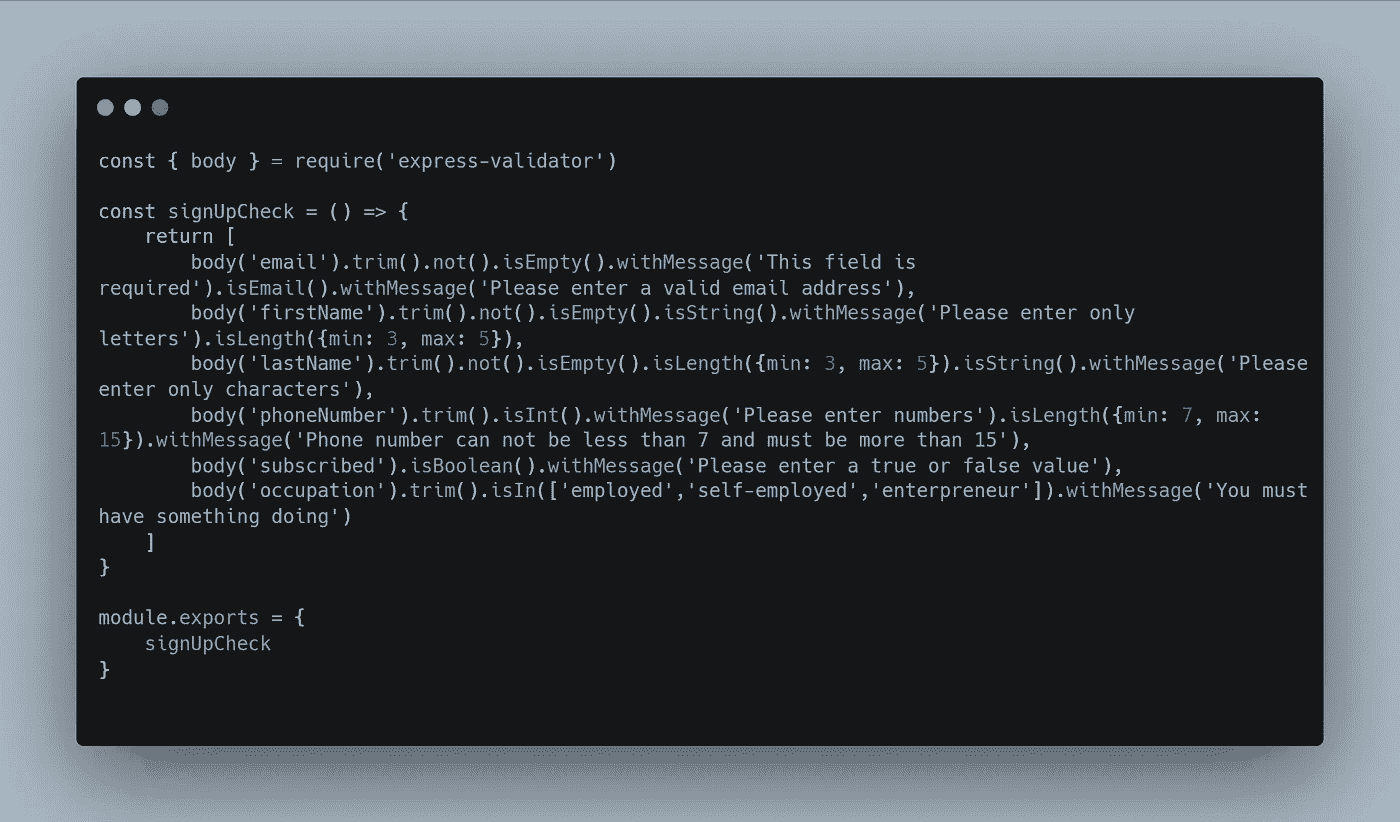 const { body } = require('express-validator')
const signUpCheck = () => {
return [
body('email').trim().not().isEmpty().withMessage('This field is
required').isEmail().withMessage('Please enter a valid email address'),
body('firstName').trim().not().isEmpty().isString().withMessage('Please enter only
letters').isLength({min: 3, max: 5}),
body('lastName').trim().not().isEmpty().isLength({min: 3, max: 5}).isString().withMessage('Please
enter only characters'),
body('phoneNumber').trim().isInt().withMessage('Please enter numbers').isLength({min: 7, max:
15}).withMessage('Phone number can not be less than 7 and must be more than 15'),
body('subscribed').isBoolean().withMessage('Please enter a true or false value'),
body('occupation').trim().isIn(['employed','self-employed','enterpreneur']).withMessage('You must
have something doing')
]
}
module.exports = {
signUpCheck
}